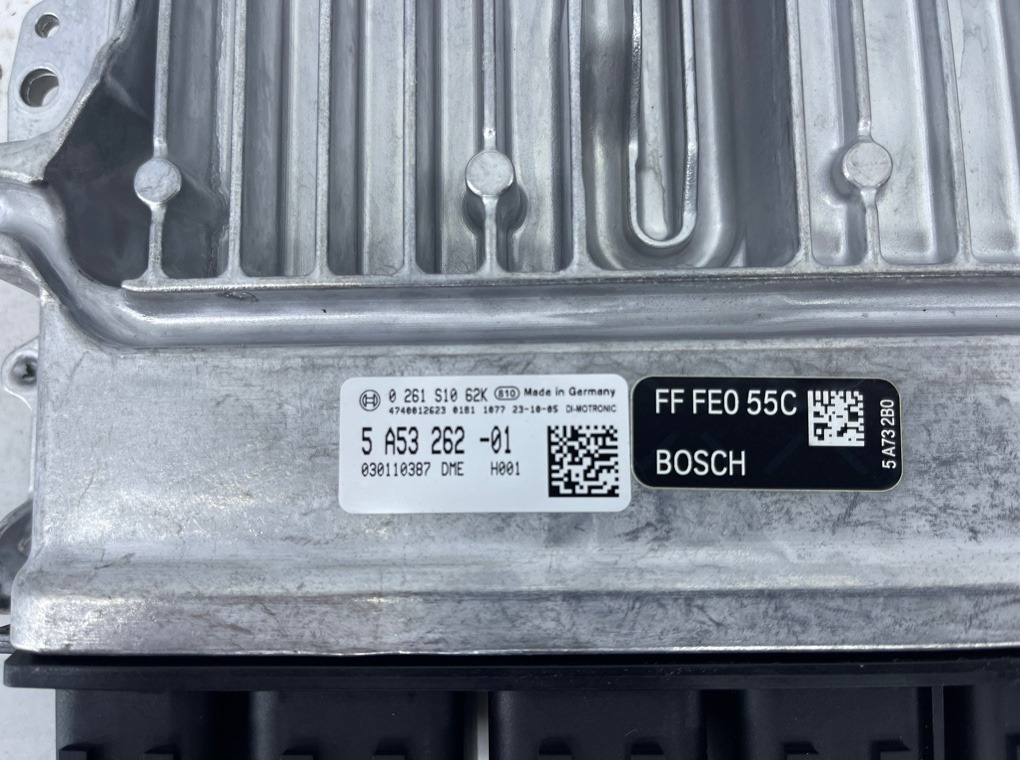 0 261 S10 62K 810 Made in Germany
4740012623 0181 1077 23-10-05 DI-MOTRONIC
5 A53 262 -01
030110387 DME H001
FF FE0 55C
BOSCH
5 A73 2B0